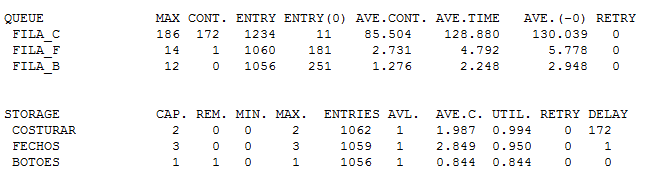 QUEUE MAX CONT. ENTRY ENTRY(0) AVE.CONT. AVE.TIME AVE.(-0) RETRY
FILA_C 186 172 1234 11 85.504 128.880 130.039 0
FILA_F 14 1 1060 181 2.731 4.792 5.778 0
FILA_B 12 0 1056 251 1.276 2.248 2.948 0
STORAGE CAP. REM. MIN. MAX. ENTRIES AVL. AVE.C. UTIL. RETRY DELAY
COSTURAR 2 0 0 2 1062 1 1.987 0.994 0 172
FECHOS 3 0 0 3 1059 1 2.849 0.950 0 1
BOTOES 1 1 0 1 1056 1 0.844 0.844 0 0